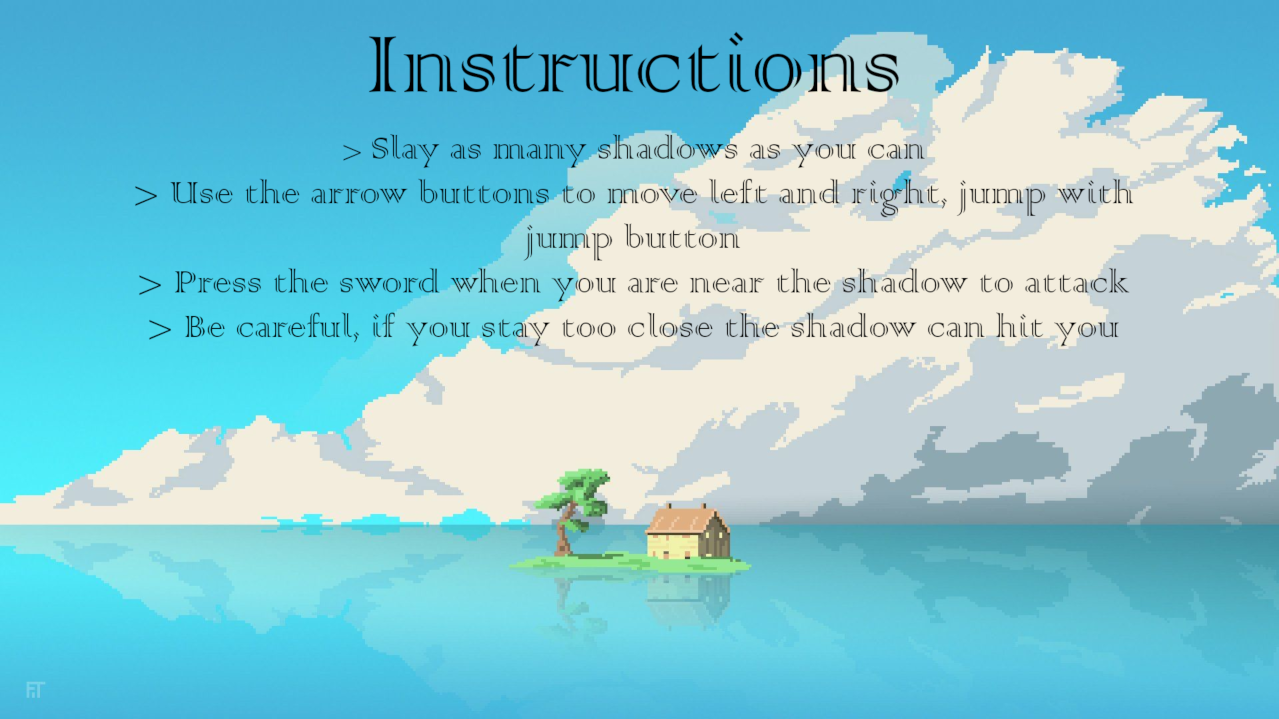 Instructions
> Slay as many shadows as you can
> Use the arrow buttons to move left and right, jump with
jump button
> Press the sword when you are near the shadow to attack
> Be careful, if you stay too close the shadow can hit you